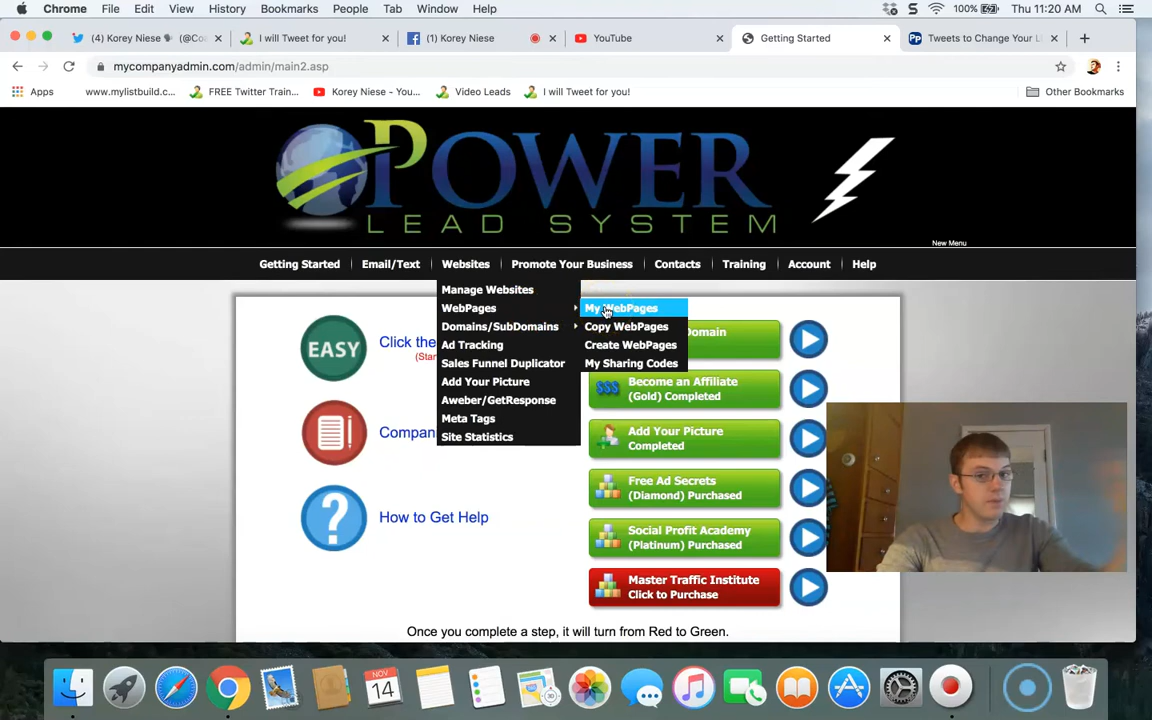 Chrome File Edit View History Bookmarks People Tab Window Help 100% Thu 11:20 AM
(4) Korey Niese I will Tweet for you! (1) Korey Niese YouTube Getting Started Tweets to Change Your
mycompanyadmin.com/admin/main2.asp
Apps www.mylistbuild.c... FREE Twitter Train... Korey Niese - You... Video Leads I will Tweet for you! Other Bookmarks
POWER
LEAD SYSTEM
New Menu
Getting Started Email/Text Websites Promote Your Business Contacts Training Account Help
Manage Websites
WebPages
Domains/SubDomains
Ad Tracking
Sales Funnel Duplicator
Add Your Picture
Aweber/GetResponse
Meta Tags
Site Statistics
My WebPages
Copy WebPages
Create WebPages
My Sharing Codes
EASY
Click the
How to Get Help
Become an Affiliate
(Gold) Completed
Add Your Picture
Completed
Free Ad Secrets
(Diamond) Purchased
Social Profit Academy
(Platinum) Purchased
Master Traffic Institute
Click to Purchase
Once you complete a step, it will turn from Red to Green.
NOV
14